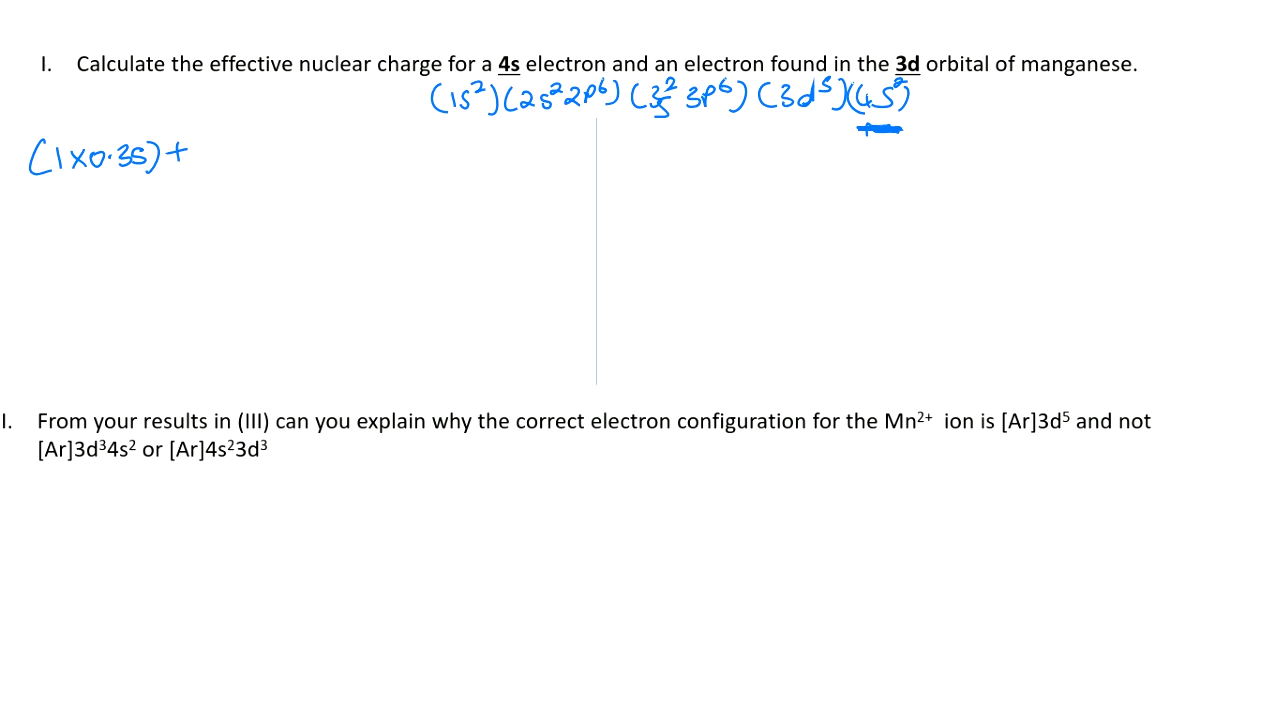 I. Calculate the effective nuclear charge for a 4s electron and an electron found in the 3d orbital of manganese.
(1s²)(2s²2p⁶)(3s²3p⁶)(3d⁵)(4s²)
(1×0.35)+
I. From your results in (III) can you explain why the correct electron configuration for the Mn²⁺ ion is [Ar]3d⁵ and not
[Ar]3d³4s² or [Ar]4s²3d³